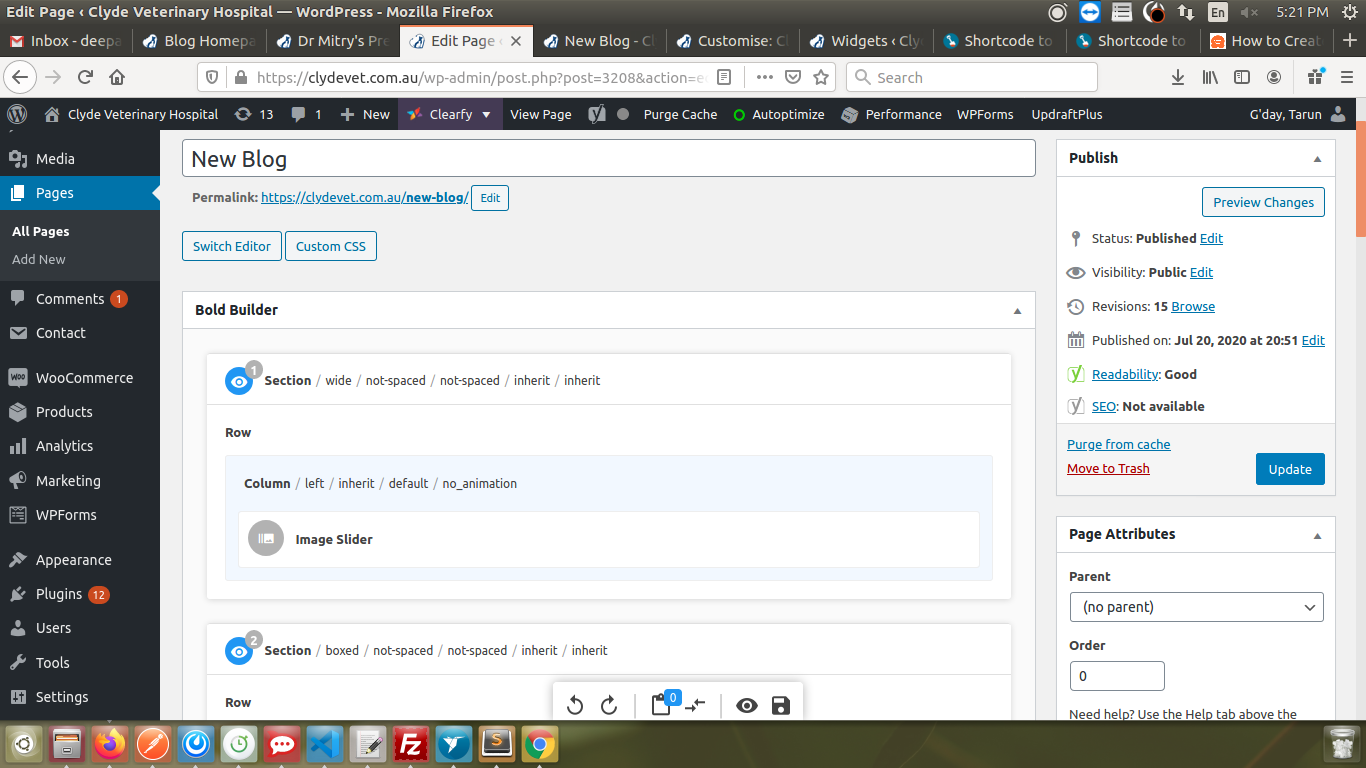 Edit Page ‹ Clyde Veterinary Hospital — WordPress - Mozilla Firefox
En
5:21 PM
Inbox - deepa
Blog Homepa
Dr Mitry's Pre
Edit Page ‹
New Blog - Cl
Customise: Cl
Widgets ‹ Cly
Shortcode to
Shortcode to
How to Creat
https://clydevet.com.au/wp-admin/post.php?post=3208&action=e
Search
Clyde Veterinary Hospital
13
1
New
Clearfy
View Page
Purge Cache
Autoptimize
Performance
WPForms
UpdraftPlus
G'day, Tarun
Media
Pages
All Pages
Add New
Comments 1
Contact
WooCommerce
Products
Analytics
Marketing
WPForms
Appearance
Plugins 12
Users
Tools
Settings
New Blog
Permalink: https://clydevet.com.au/new-blog/ Edit
Switch Editor
Custom CSS
Bold Builder
1
Section / wide / not-spaced / not-spaced / inherit / inherit
Row
Column / left / inherit / default / no_animation
Image Slider
2
Section / boxed / not-spaced / not-spaced / inherit / inherit
Row
0
Publish
Preview Changes
Status: Published Edit
Visibility: Public Edit
Revisions: 15 Browse
Published on: Jul 20, 2020 at 20:51 Edit
Readability: Good
SEO: Not available
Purge from cache
Move to Trash
Update
Page Attributes
Parent
(no parent)
Order
0
Need help? Use the Help tab above the